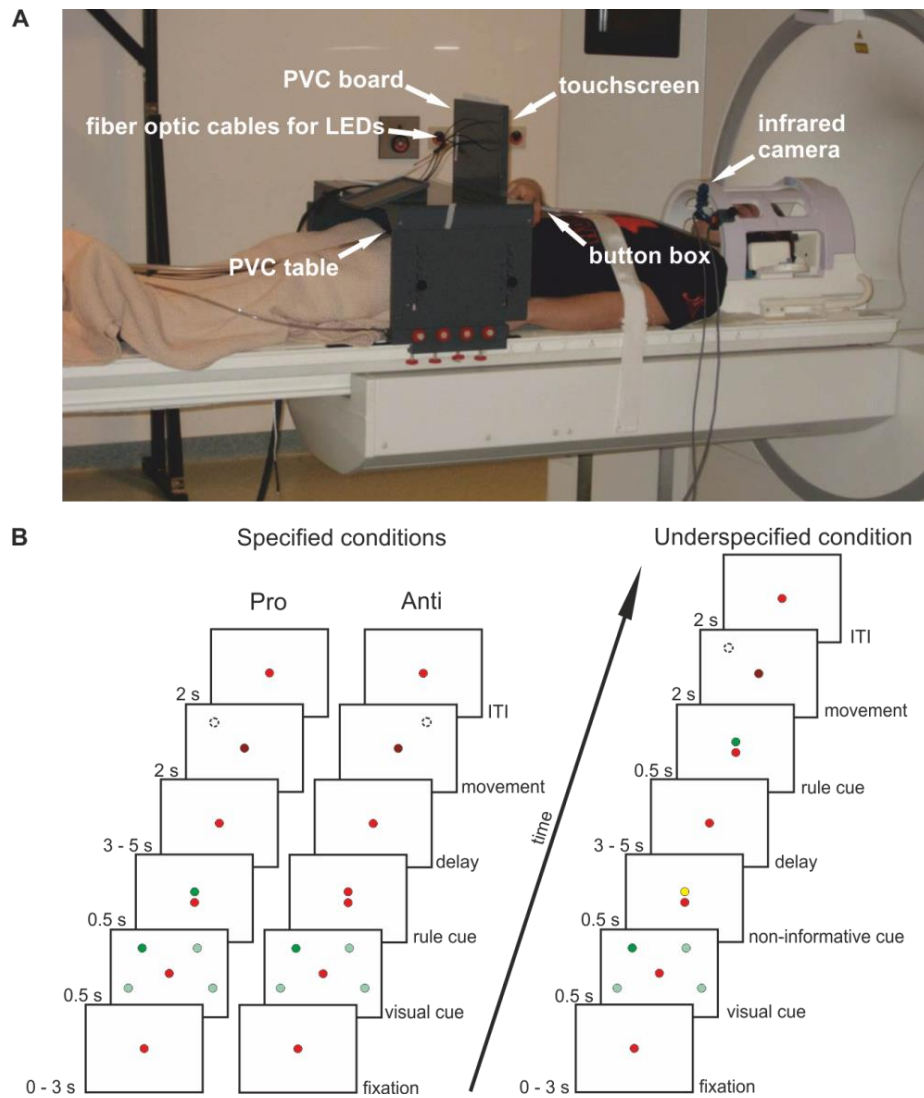 A
PVC board
touchscreen
fiber optic cables for LEDs
infrared
camera
PVC table
button box
B
Specified conditions
Underspecified condition
Pro
Anti
time
2 s
ITI
2 s
movement
3 - 5 s
delay
0.5 s
rule cue
0.5 s
visual cue
0 - 3 s
fixation
2 s
ITI
2 s
movement
0.5 s
rule cue
3 - 5 s
delay
0.5 s
non-informative cue
0.5 s
visual cue
0 - 3 s
fixation